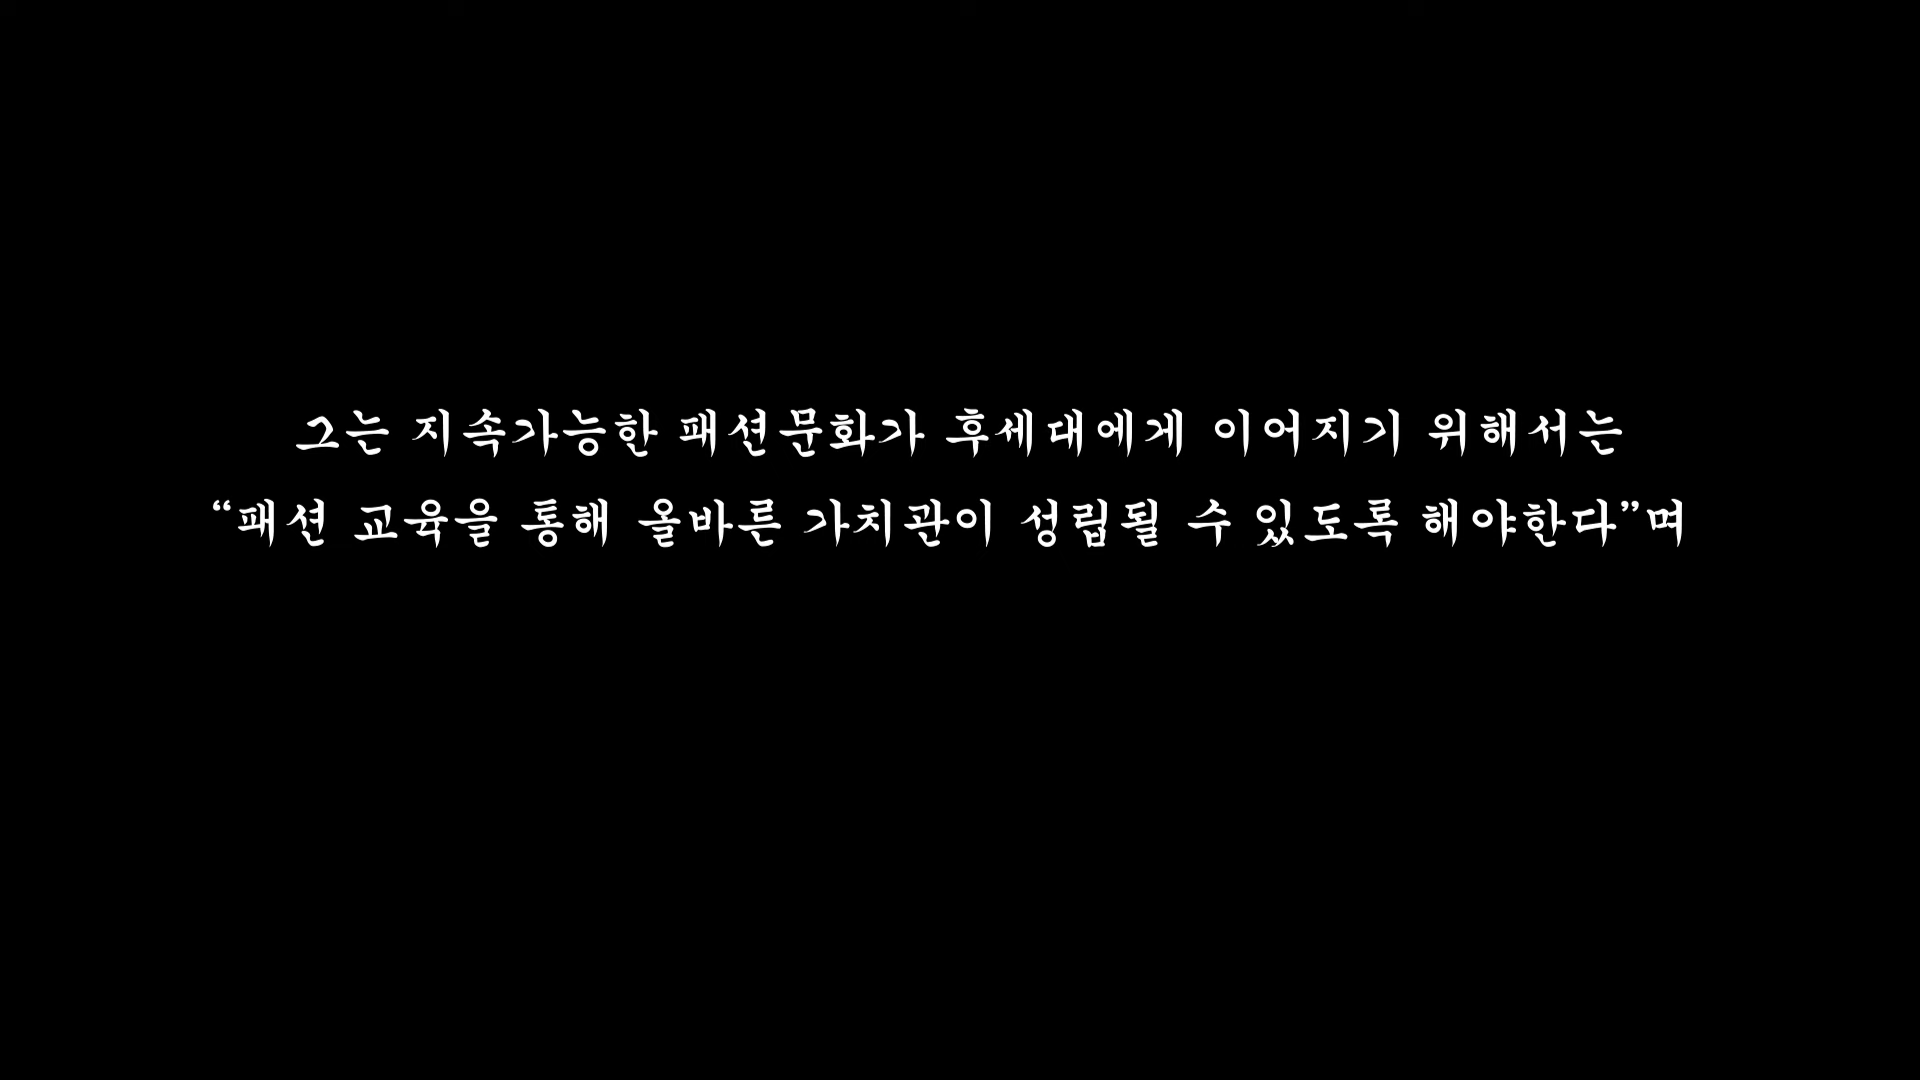 그는 지속가능한 패션문화가 후세대에게 이어지기 위해서는
“패션 교육을 통해 올바른 가치관이 성립될 수 있도록 해야한다”며